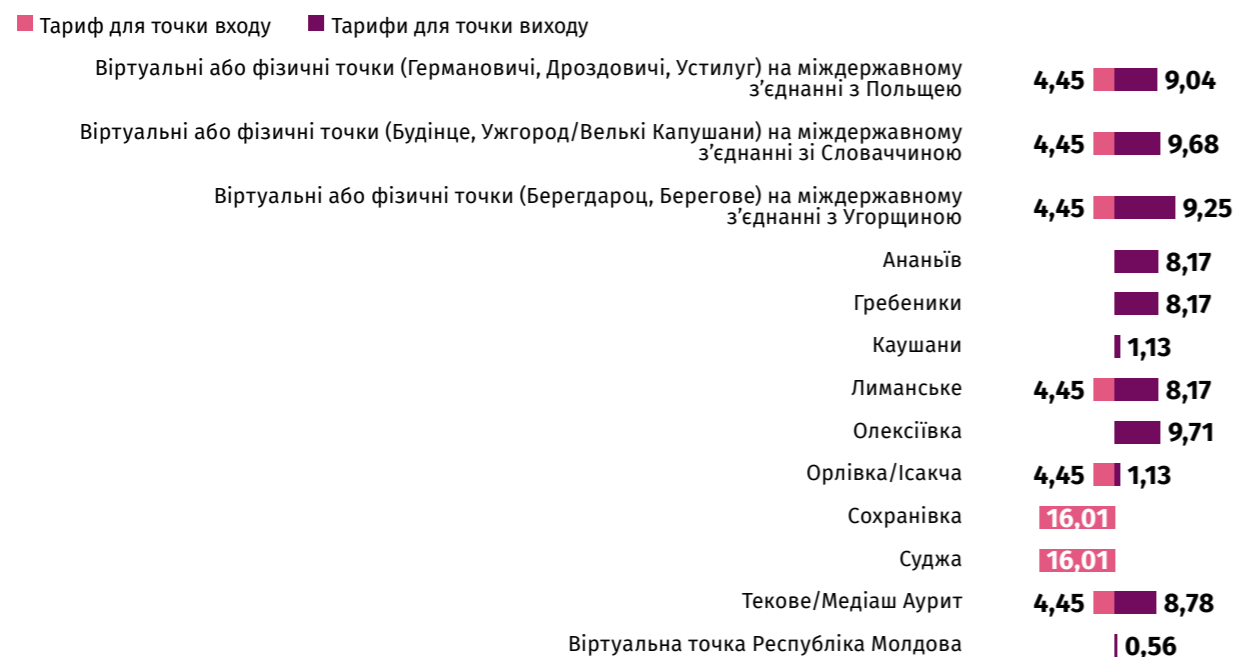 Тариф для точки входу Тарифи для точки виходу
Віртуальні або фізичні точки (Германовичі, Дроздовичі, Устилуг) на міждержавному
з’єднанні з Польщею
4,45 9,04
Віртуальні або фізичні точки (Будінце, Ужгород/Велькі Капушани) на міждержавному
з’єднанні зі Словаччиною
4,45 9,68
Віртуальні або фізичні точки (Берегдароц, Берегове) на міждержавному
з’єднанні з Угорщиною
4,45 9,25
Ананьїв 8,17
Гребеники 8,17
Каушани 1,13
Лиманське 4,45 8,17
Олексіївка 9,71
Орлівка/Ісакча 4,45 1,13
Сохранівка 16,01
Суджа 16,01
Текове/Медіаш Аурит 4,45 8,78
Віртуальна точка Республіка Молдова 0,56